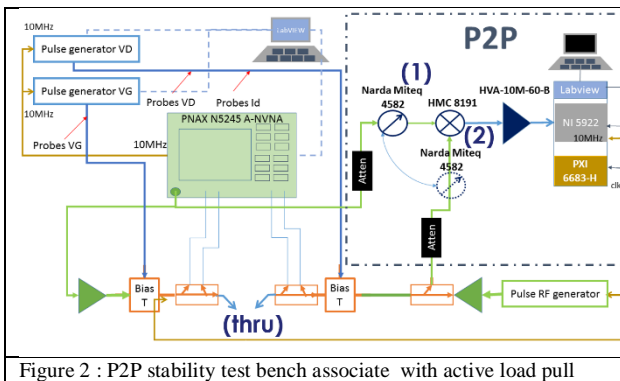 10MHz
Pulse generator VD
LabVIEW
P2P
Pulse generator VG
Probes VD
Probes Id
10MHz
Probes VG
PNAX N5245 A-NVNA
10MHz
(1)
Narda Miteq
4582
HMC 8191
HVA-10M-60-B
(2)
Narda Miteq
4582
Labview
NI 5922
10MHz
PXI
6683-H
clk
Atten
Atten
Bias
T
(thru)
Bias
T
Pulse RF generator
Figure 2 : P2P stability test bench associate with active load pull